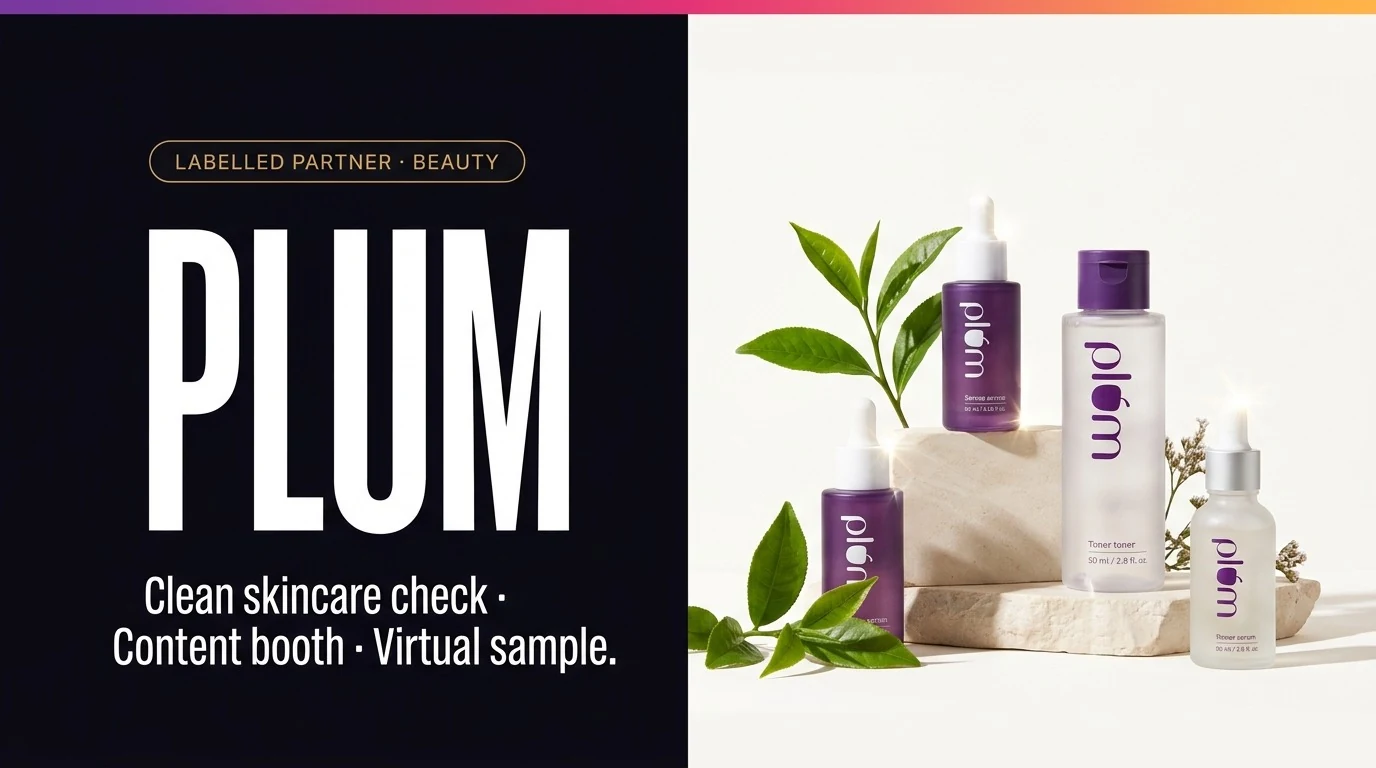 LABELLED PARTNER · BEAUTY
PLUM
Clean skincare check ·
Content booth · Virtual sample.
plum
plum
plum
plum
Toner toner
50 ml / 2.8 fl. oz.